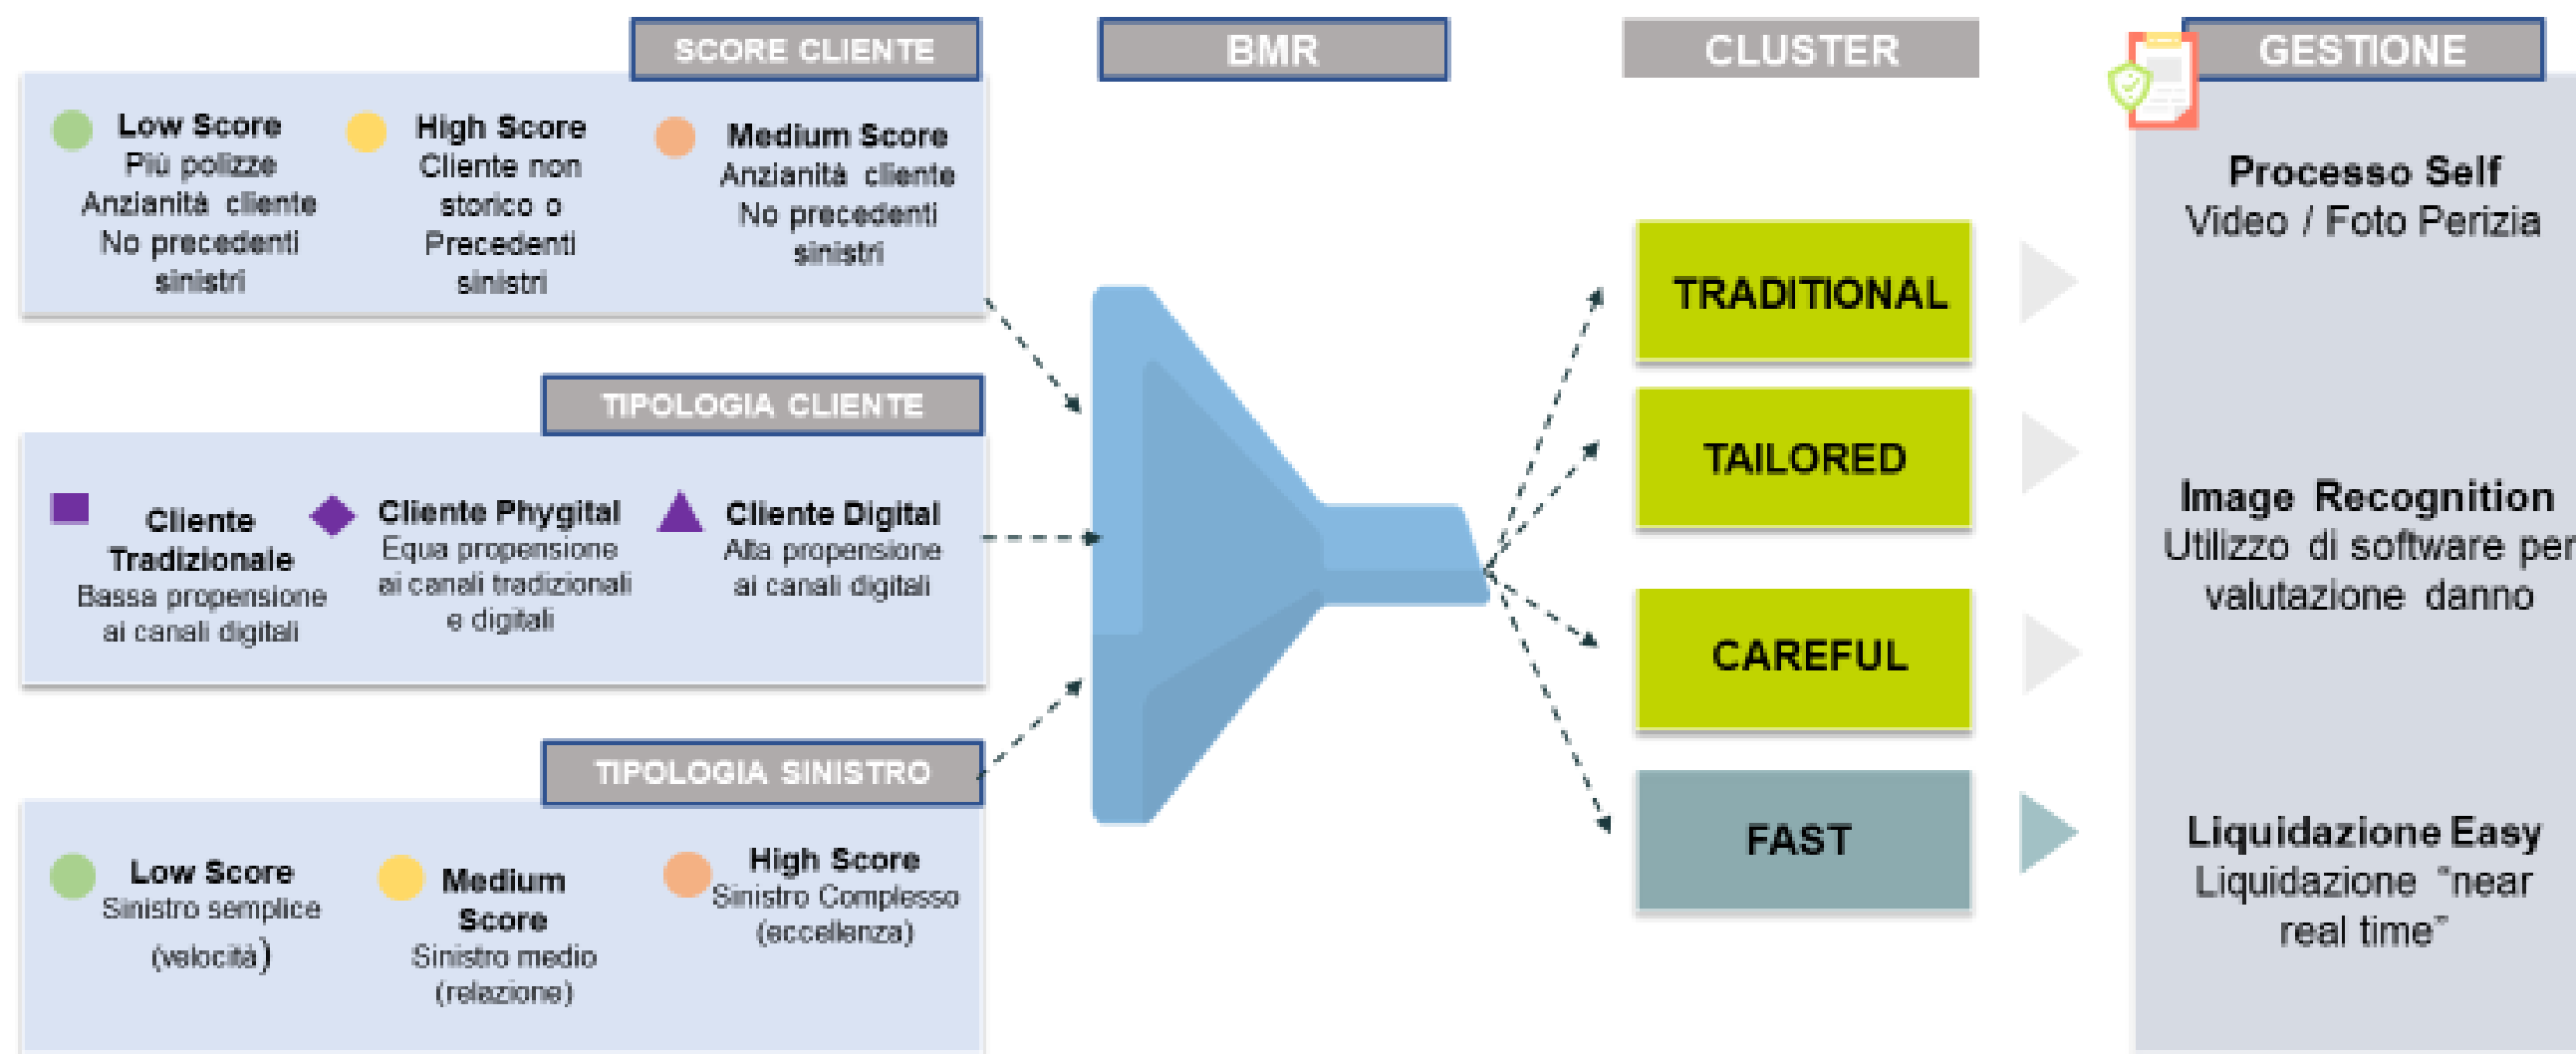 SCORE CLIENTE
Low Score
Più polizze
Anzianità cliente
No precedenti
sinistri
High Score
Cliente non
storico o
Precedenti
sinistri
Medium Score
Anzianità cliente
No precedenti
sinistri
TIPOLOGIA CLIENTE
Cliente
Tradizionale
Bassa propensione
ai canali digitali
Cliente Phygital
Equa propensione
ai canali tradizionali
e digitali
Cliente Digital
Alta propensione
ai canali digitali
TIPOLOGIA SINISTRO
Low Score
Sinistro semplice
(velocità)
Medium
Score
Sinistro medio
(relazione)
High Score
Sinistro Complesso
(eccellenza)
BMR
CLUSTER
TRADITIONAL
TAILORED
CAREFUL
FAST
GESTIONE
Processo Self
Video / Foto Perizia
Image Recognition
Utilizzo di software per
valutazione danno
Liquidazione Easy
Liquidazione "near
real time"